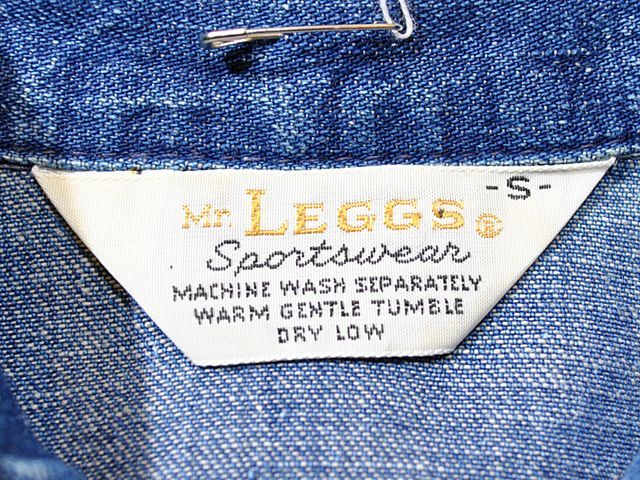 -S-
Mr. LEGGS ®
Sportswear
MACHINE WASH SEPARATELY
WARM GENTLE TUMBLE
DRY LOW